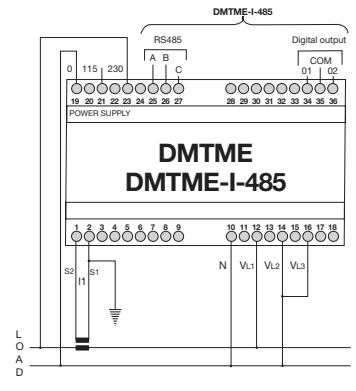 DMTME-I-485
RS485 Digital output
A B COM
0 115 230 C 01 02
19 20 21 22 23 24 25 26 27 28 29 30 31 32 33 34 35 36
POWER SUPPLY
DMTME
DMTME-I-485
1 2 3 4 5 6 7 8 9 10 11 12 13 14 15 16 17 18
S2 I1 S1 N VL1 VL2 VL3
L
O
A
D